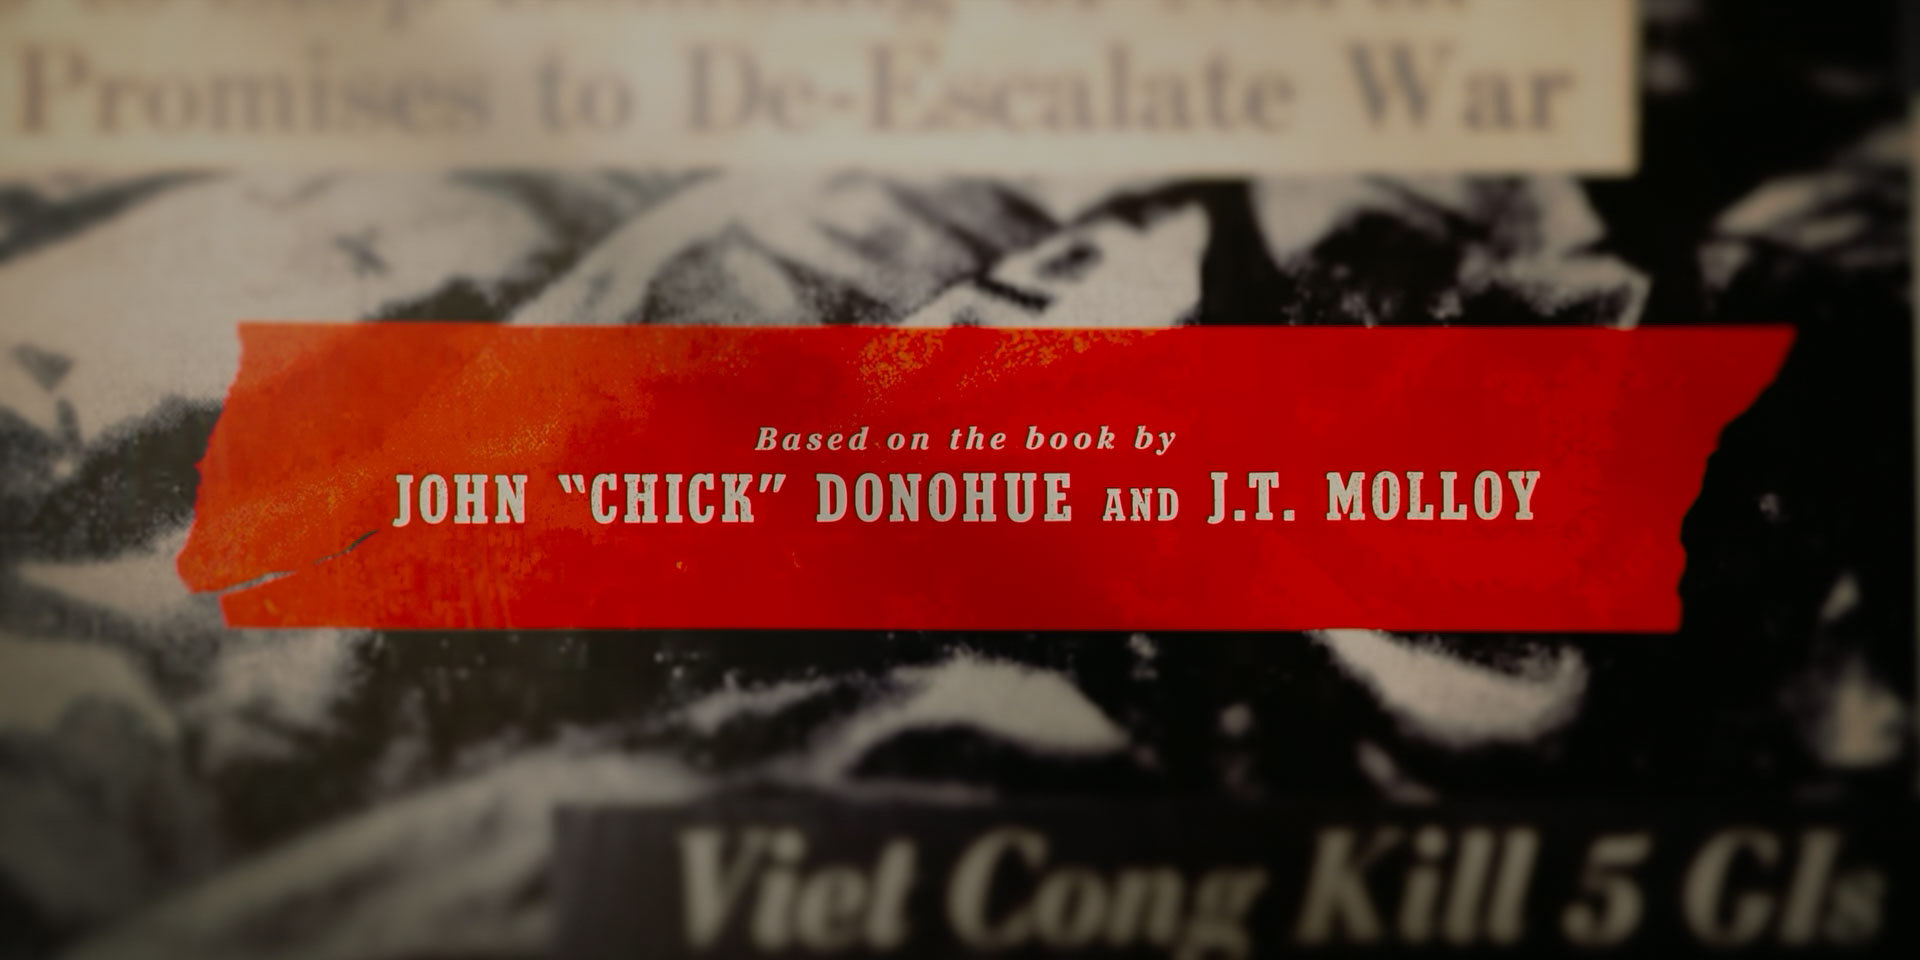 Promises to De-Escalate War
Based on the book by
JOHN “CHICK” DONOHUE AND J.T. MOLLOY
Viet Cong Kill 5 GIs